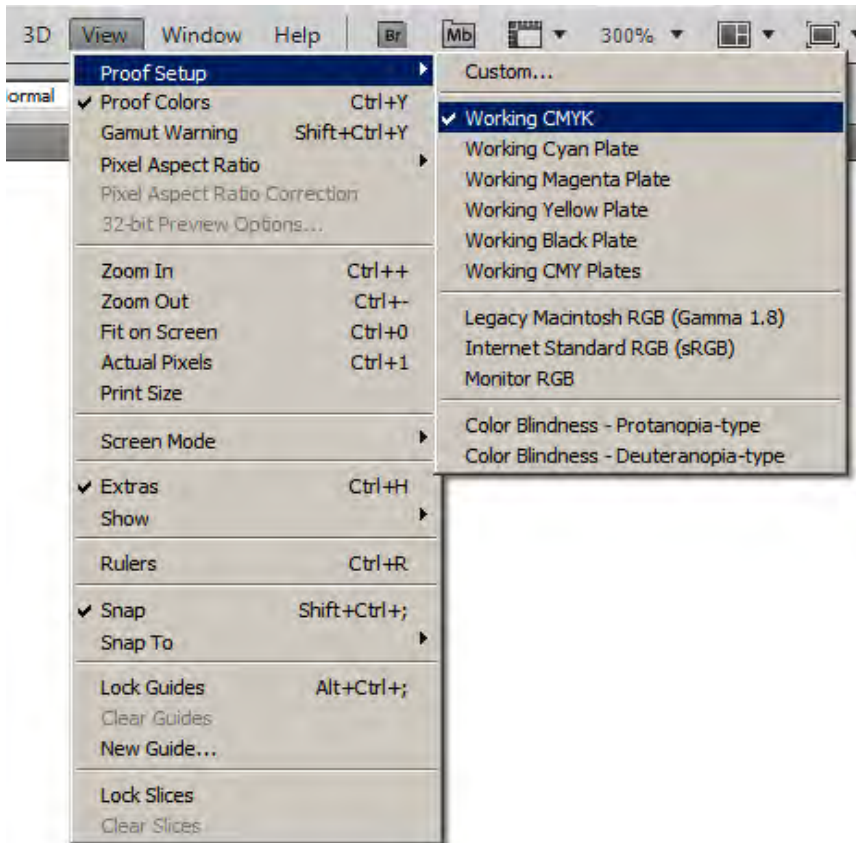 3D View Window Help Br Mb 300%
ormal
Proof Setup
Proof Colors Ctrl+Y
Gamut Warning Shift+Ctrl+Y
Pixel Aspect Ratio
Pixel Aspect Ratio Correction
32-bit Preview Options...
Zoom In Ctrl++
Zoom Out Ctrl+-
Fit on Screen Ctrl+0
Actual Pixels Ctrl+1
Print Size
Screen Mode
Extras Ctrl+H
Show
Rulers Ctrl+R
Snap Shift+Ctrl+;
Snap To
Lock Guides Alt+Ctrl+;
Clear Guides
New Guide...
Lock Slices
Clear Slices
Custom...
Working CMYK
Working Cyan Plate
Working Magenta Plate
Working Yellow Plate
Working Black Plate
Working CMY Plates
Legacy Macintosh RGB (Gamma 1.8)
Internet Standard RGB (sRGB)
Monitor RGB
Color Blindness - Protanopia-type
Color Blindness - Deuteranopia-type